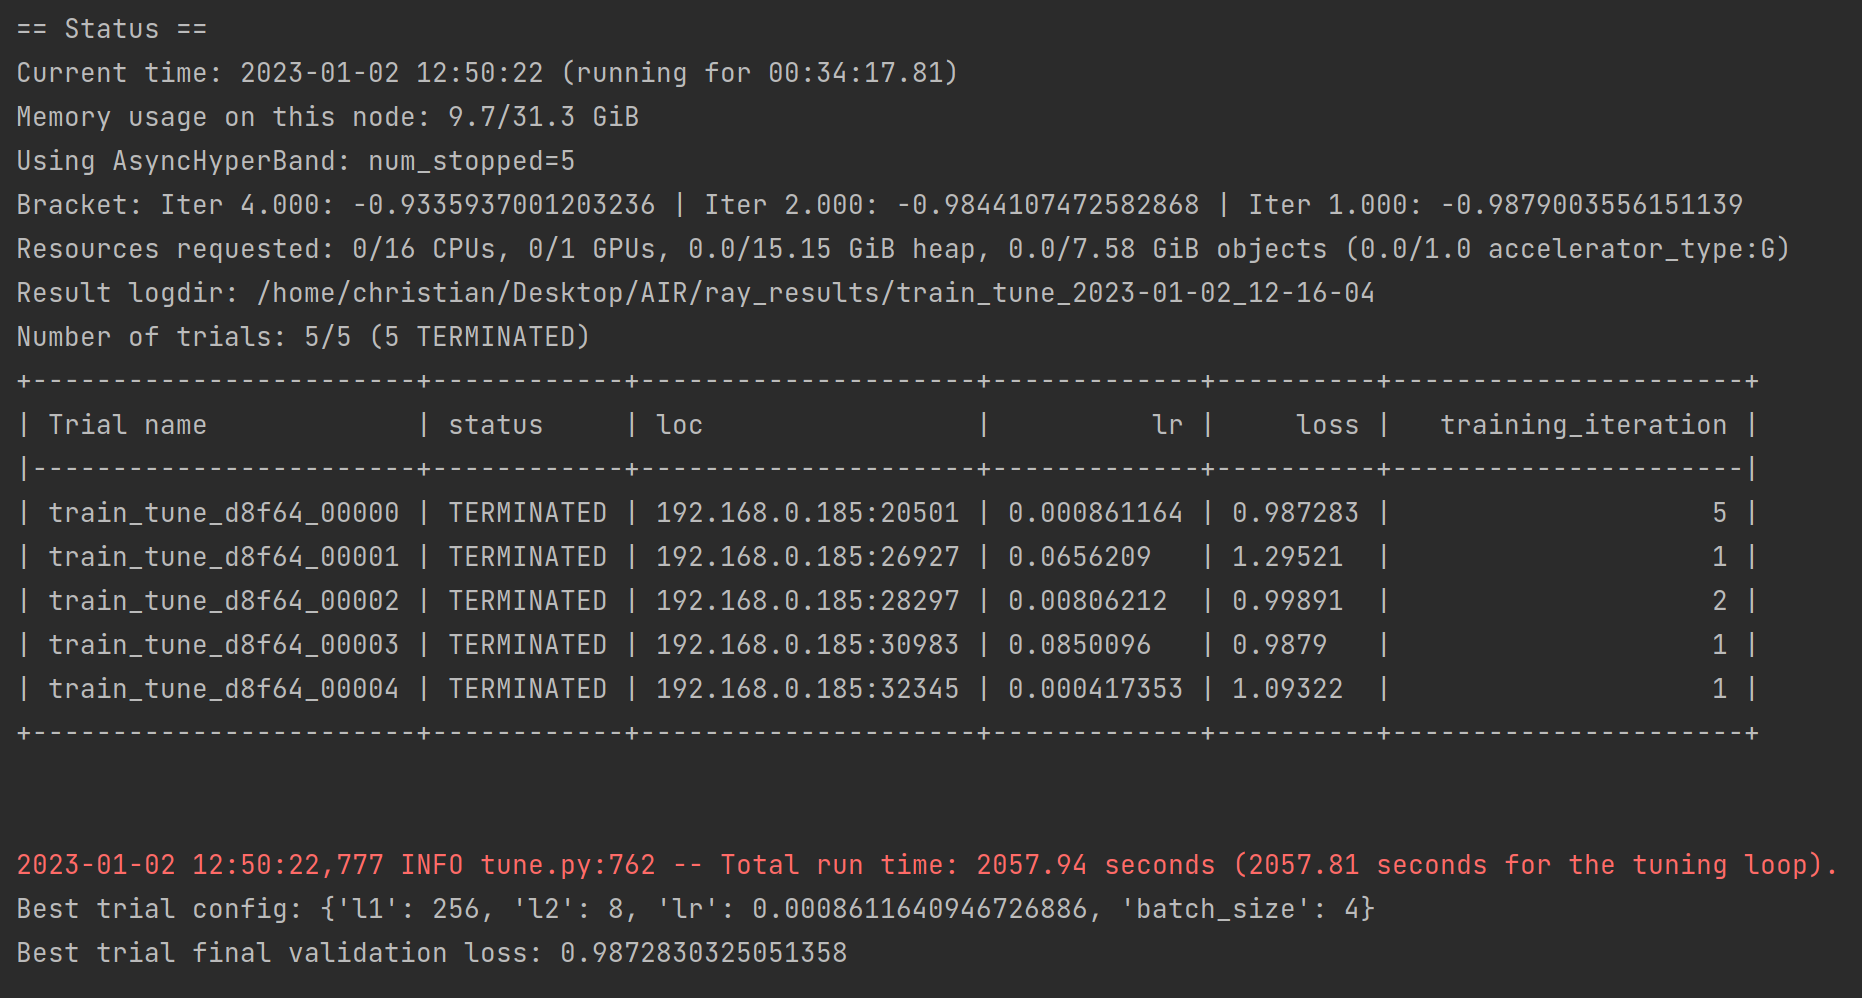 == Status ==
Current time: 2023-01-02 12:50:22 (running for 00:34:17.81)
Memory usage on this node: 9.7/31.3 GiB
Using AsyncHyperBand: num_stopped=5
Bracket: Iter 4.000: -0.9335937001203236 | Iter 2.000: -0.9844107472582868 | Iter 1.000: -0.9879003556151139
Resources requested: 0/16 CPUs, 0/1 GPUs, 0.0/15.15 GiB heap, 0.0/7.58 GiB objects (0.0/1.0 accelerator_type:G)
Result logdir: /home/christian/Desktop/AIR/ray_results/train_tune_2023-01-02_12-16-04
Number of trials: 5/5 (5 TERMINATED)
+------------------------+------------+---------------------+-------------+----------+----------------------+
| Trial name             | status     | loc                 |          lr |     loss |   training_iteration |
|------------------------+------------+---------------------+-------------+----------+----------------------|
| train_tune_d8f64_00000 | TERMINATED | 192.168.0.185:20501 | 0.000861164 | 0.987283 |                    5 |
| train_tune_d8f64_00001 | TERMINATED | 192.168.0.185:26927 | 0.0656209   | 1.29521  |                    1 |
| train_tune_d8f64_00002 | TERMINATED | 192.168.0.185:28297 | 0.00806212  | 0.99891  |                    2 |
| train_tune_d8f64_00003 | TERMINATED | 192.168.0.185:30983 | 0.0850096   | 0.9879   |                    1 |
| train_tune_d8f64_00004 | TERMINATED | 192.168.0.185:32345 | 0.000417353 | 1.09322  |                    1 |
+------------------------+------------+---------------------+-------------+----------+----------------------+
2023-01-02 12:50:22,777 INFO tune.py:762 -- Total run time: 2057.94 seconds (2057.81 seconds for the tuning loop).
Best trial config: {'l1': 256, 'l2': 8, 'lr': 0.0008611640946726886, 'batch_size': 4}
Best trial final validation loss: 0.9872830325051358